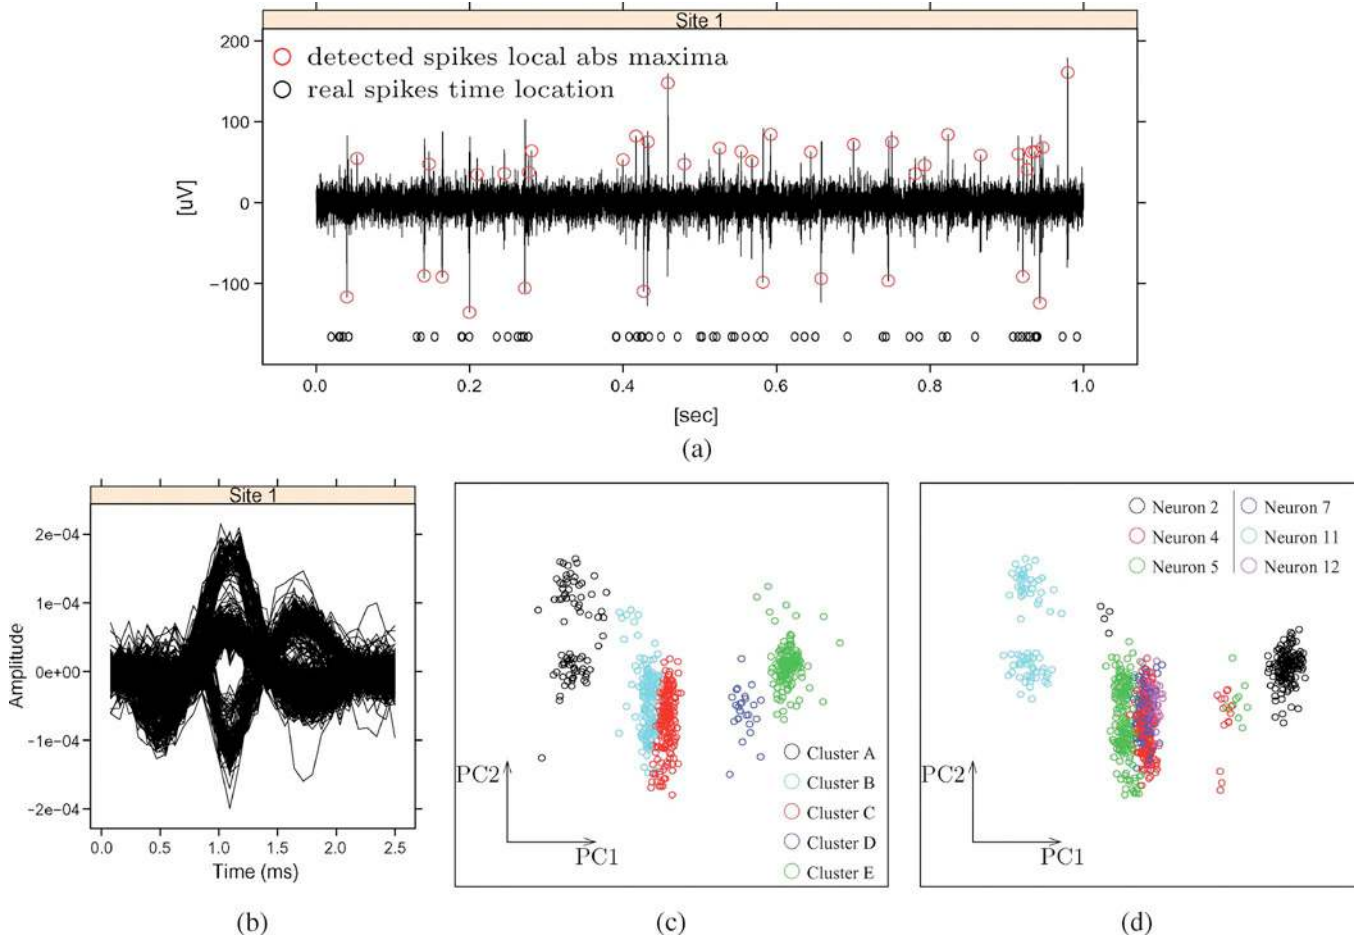 Site 1
detected spikes local abs maxima
real spikes time location
200
100
0
−100
[uV]
0.0 0.2 0.4 0.6 0.8 1.0
[sec]
(a)
Site 1
2e−04
1e−04
0e+00
−1e−04
−2e−04
Amplitude
0.0 0.5 1.0 1.5 2.0 2.5
Time (ms)
(b)
PC2
PC1
Cluster A
Cluster B
Cluster C
Cluster D
Cluster E
(c)
Neuron 2 Neuron 7
Neuron 4 Neuron 11
Neuron 5 Neuron 12
PC2
PC1
(d)